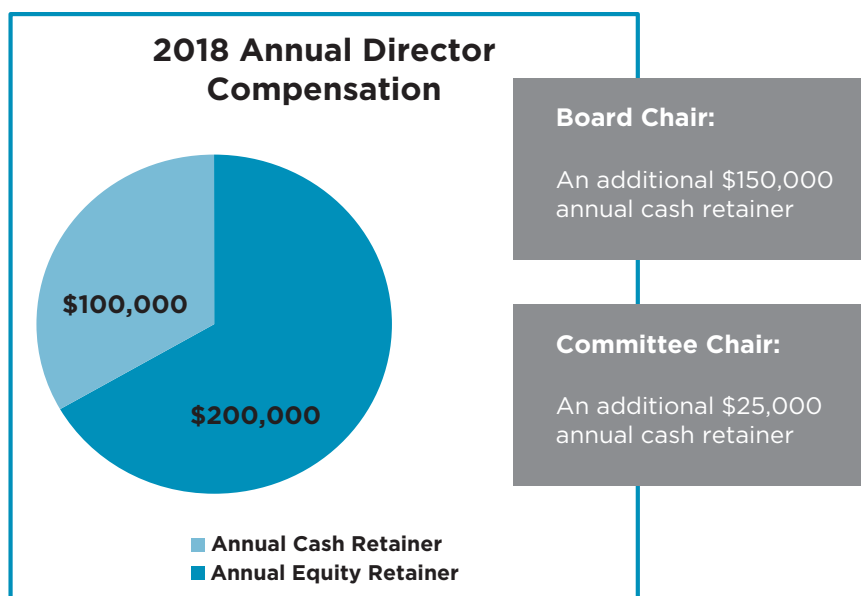 2018 Annual Director
Compensation
$100,000
$200,000
Annual Cash Retainer
Annual Equity Retainer
Board Chair:
An additional $150,000
annual cash retainer
Committee Chair:
An additional $25,000
annual cash retainer